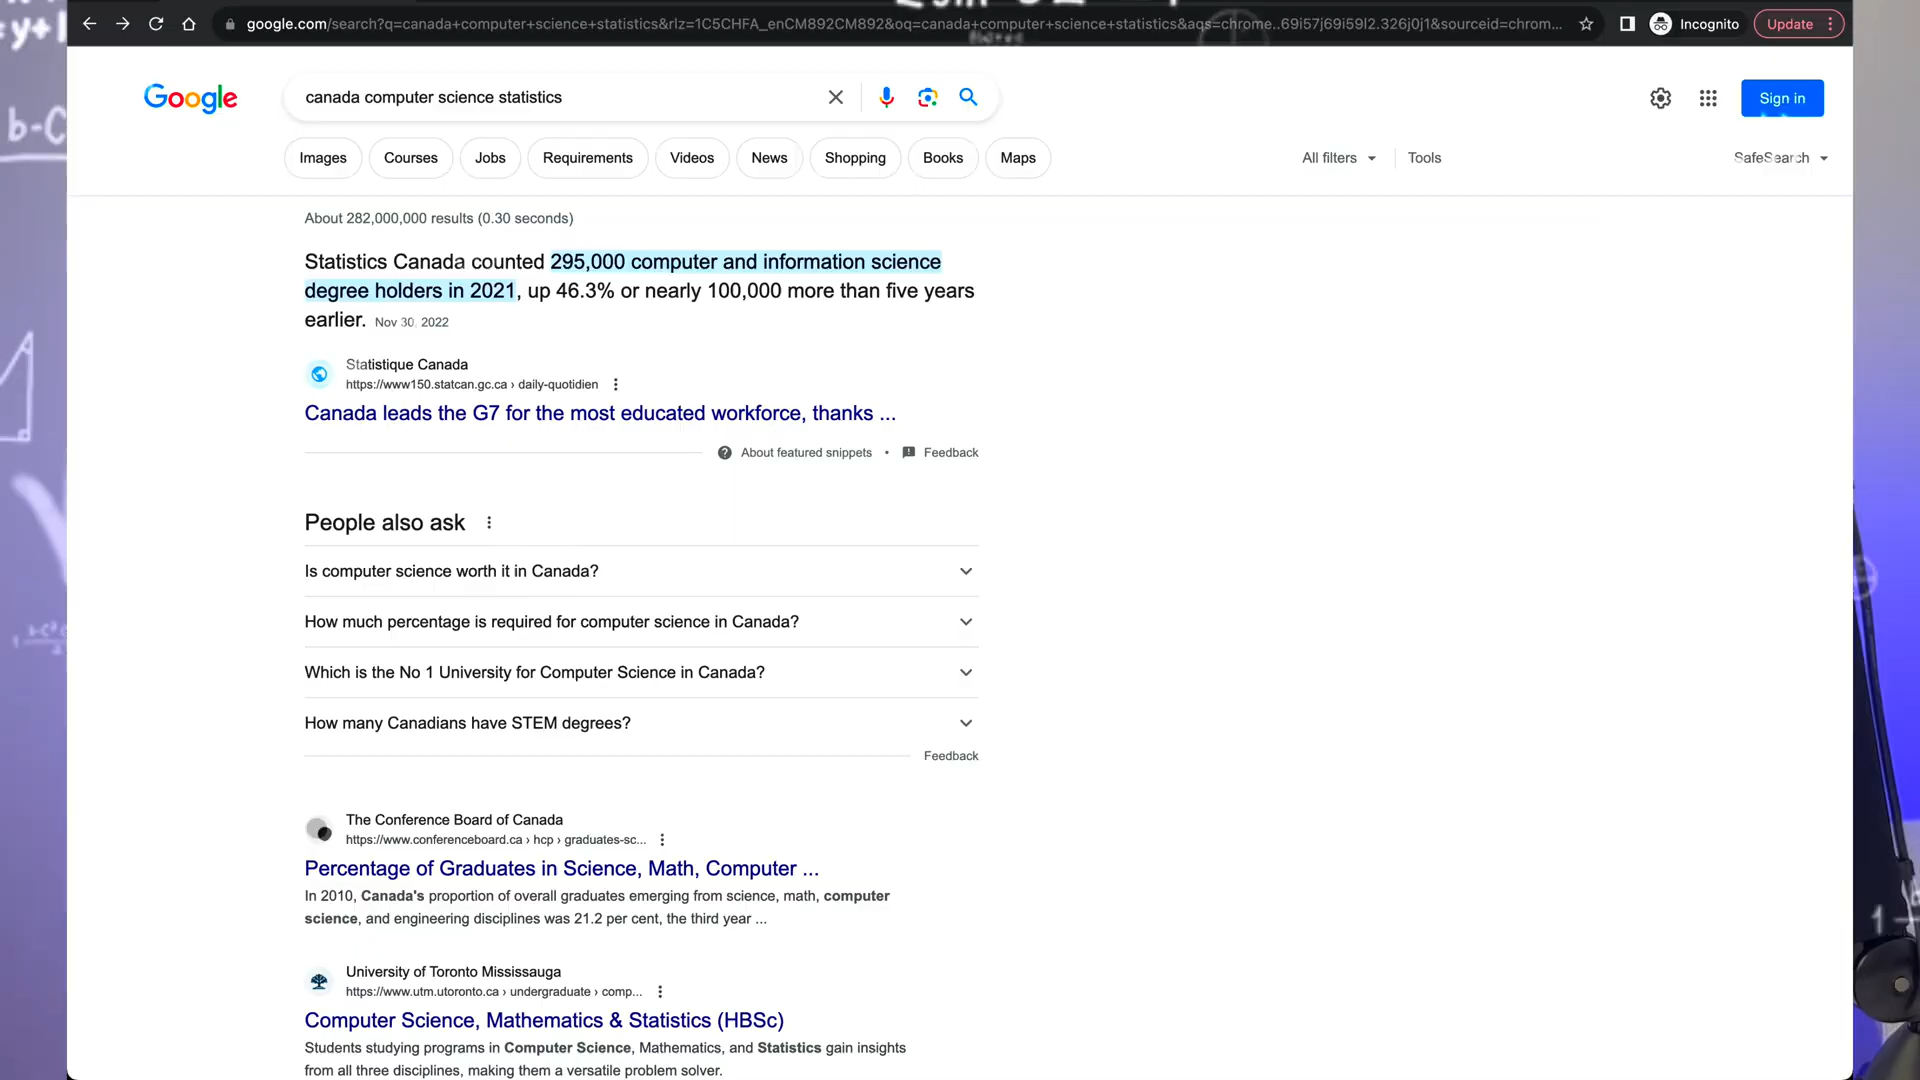 google.com/search?q=canada+computer+science+statistics&rlz=1C5CHFA_enCM892CM892&oq=canada+computer+science+statistics&aqs=chrome..69i57j69i59l2.326j0j1&sourceid=chrom...
Incognito
Update
Google
canada computer science statistics
Sign in
Images
Courses
Jobs
Requirements
Videos
News
Shopping
Books
Maps
All filters
Tools
SafeSearch
About 282,000,000 results (0.30 seconds)
Statistics Canada counted 295,000 computer and information science
degree holders in 2021, up 46.3% or nearly 100,000 more than five years
earlier. Nov 30, 2022
Statistique Canada
https://www150.statcan.gc.ca › daily-quotidien
Canada leads the G7 for the most educated workforce, thanks ...
About featured snippets • Feedback
People also ask
Is computer science worth it in Canada?
How much percentage is required for computer science in Canada?
Which is the No 1 University for Computer Science in Canada?
How many Canadians have STEM degrees?
Feedback
The Conference Board of Canada
https://www.conferenceboard.ca › hcp › graduates-sc...
Percentage of Graduates in Science, Math, Computer ...
In 2010, Canada's proportion of overall graduates emerging from science, math, computer
science, and engineering disciplines was 21.2 per cent, the third year ...
University of Toronto Mississauga
https://www.utm.utoronto.ca › undergraduate › comp...
Computer Science, Mathematics & Statistics (HBSc)
Students studying programs in Computer Science, Mathematics, and Statistics gain insights
from all three disciplines, making them a versatile problem solver.